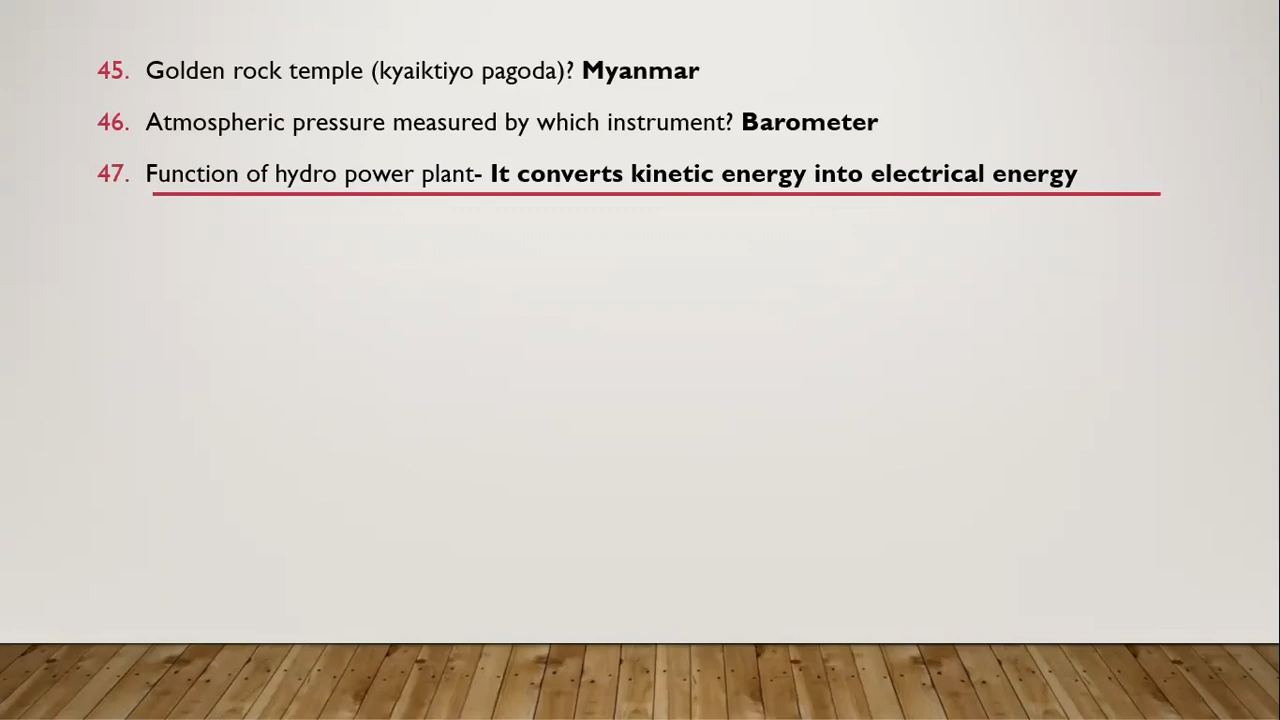 45. Golden rock temple (kyaiktiyo pagoda)? Myanmar
46. Atmospheric pressure measured by which instrument? Barometer
47. Function of hydro power plant- It converts kinetic energy into electrical energy